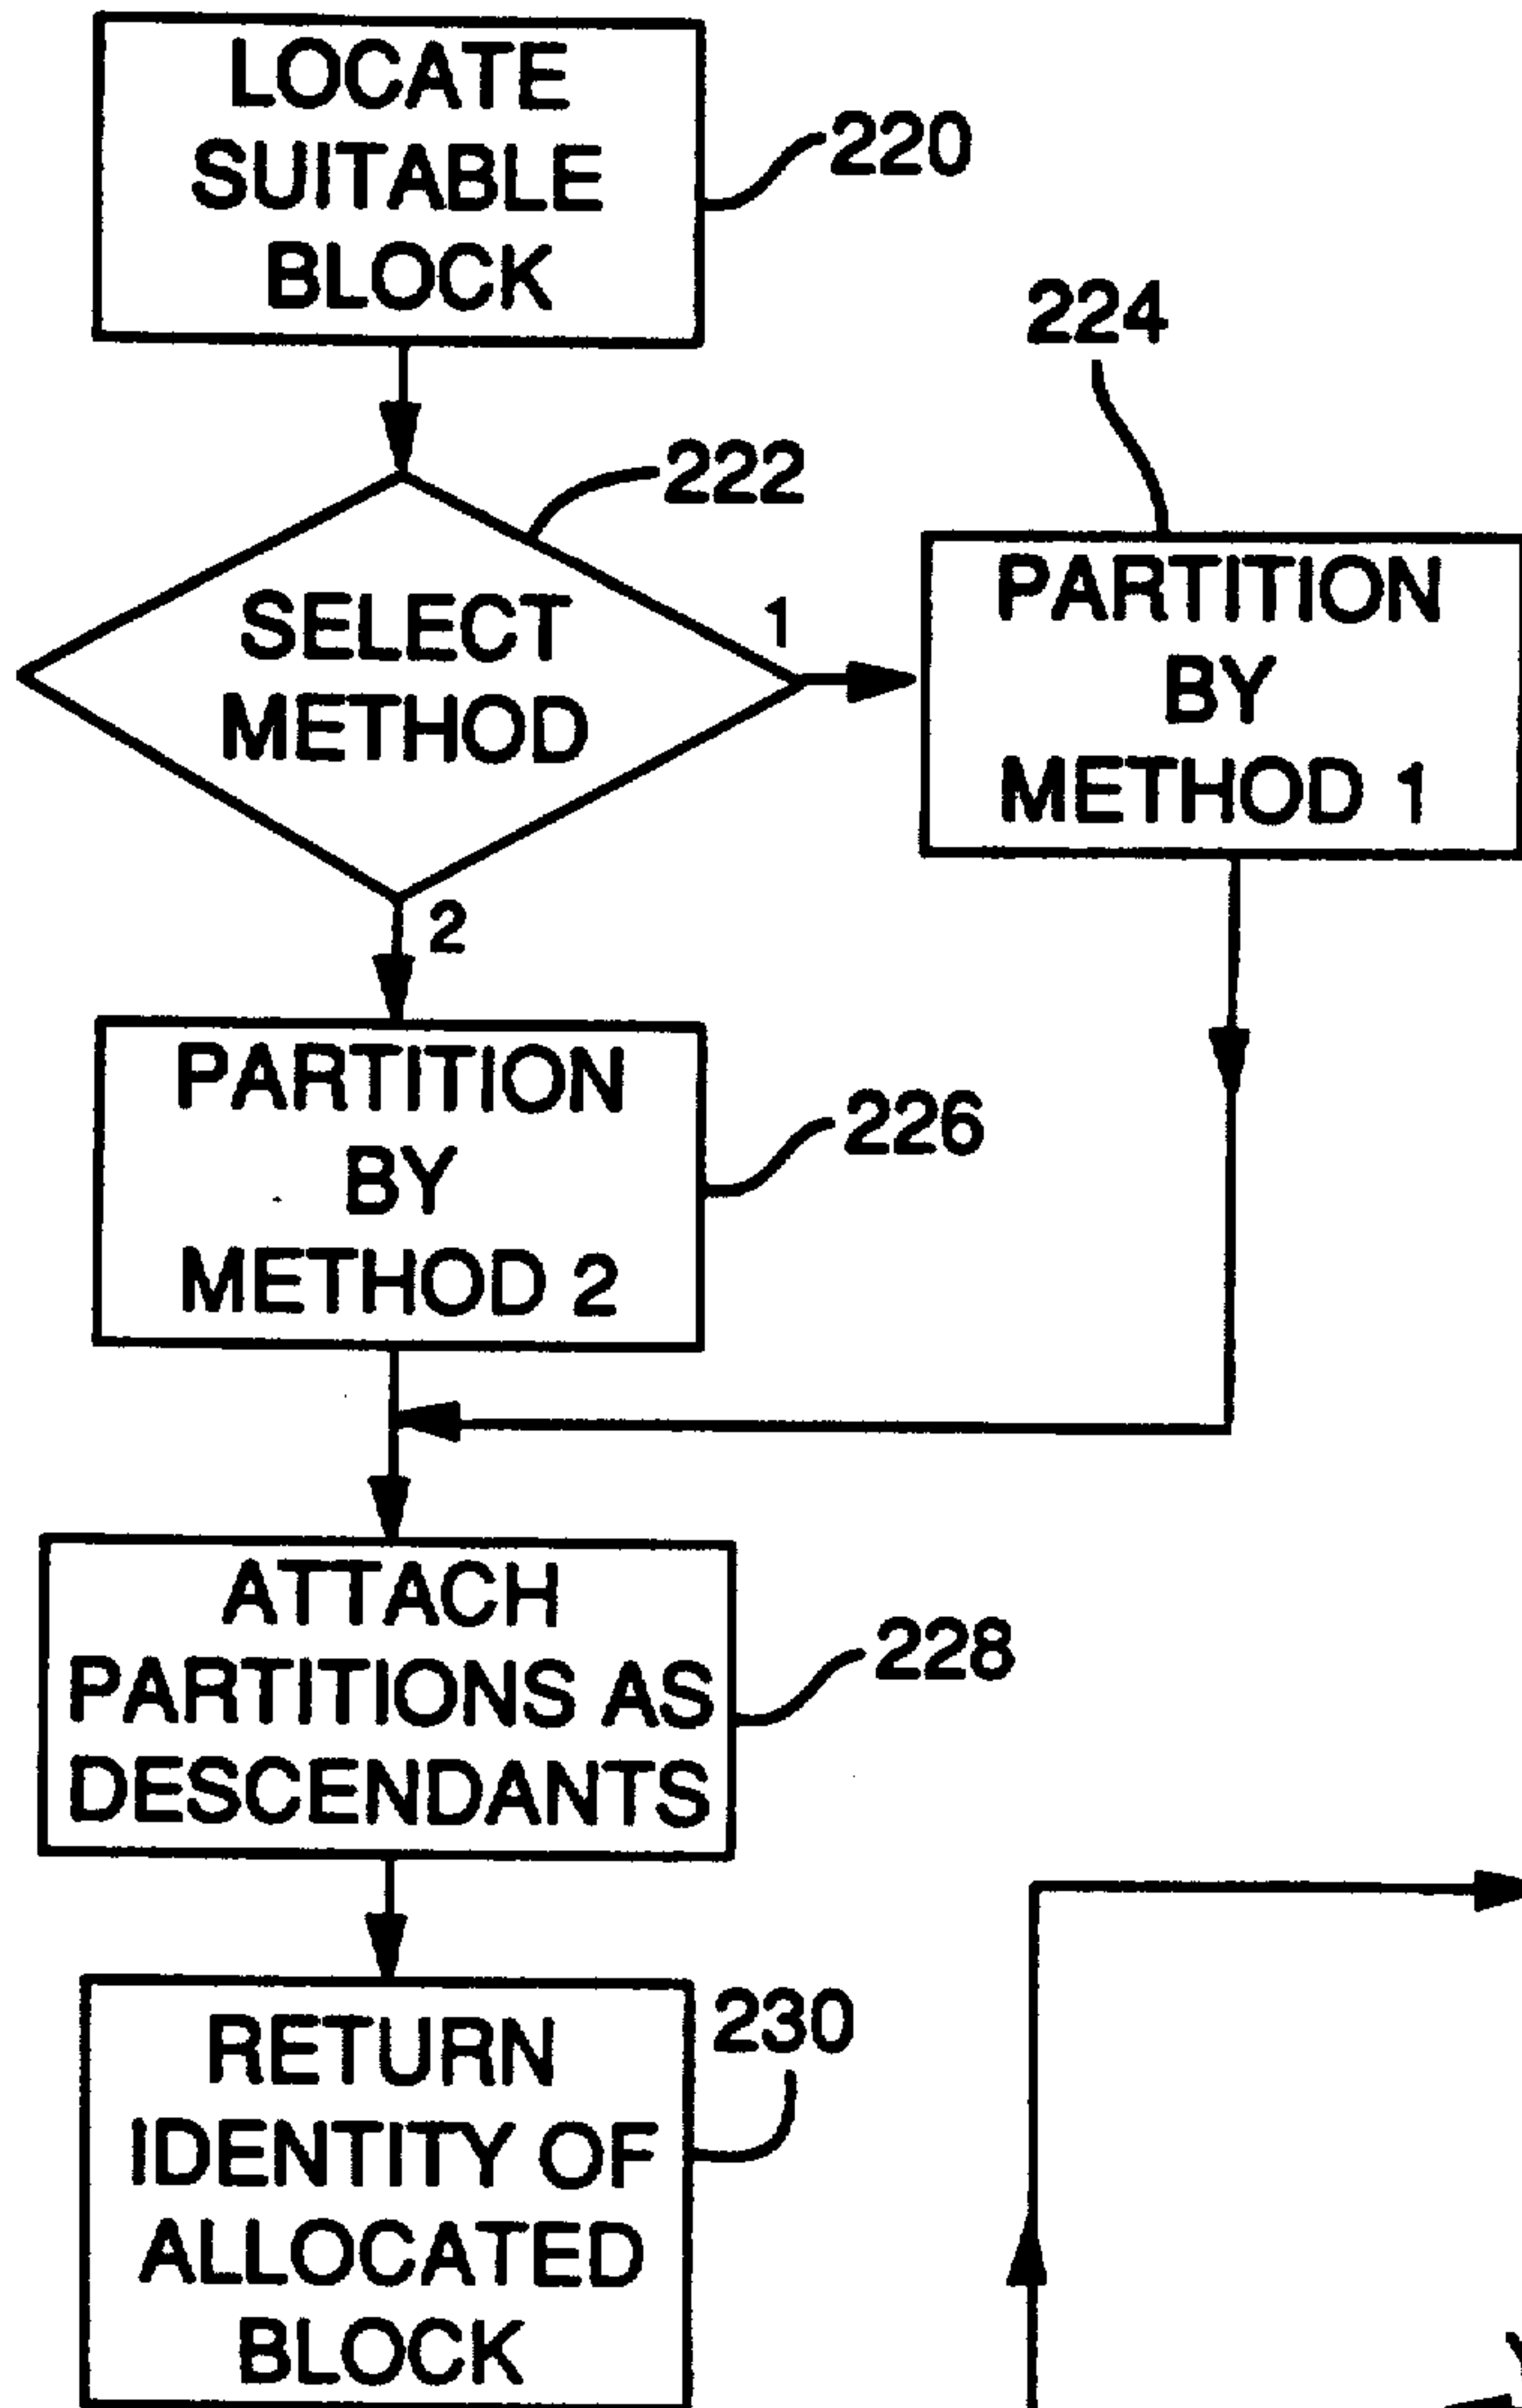 LOCATE
SUITABLE
BLOCK
220
224
222
SELECT
METHOD
1
PARTITION
BY
METHOD 1
2
PARTITION
BY
METHOD 2
226
ATTACH
PARTITIONS AS
DESCENDANTS
228
RETURN
IDENTITY OF
ALLOCATED
BLOCK
230